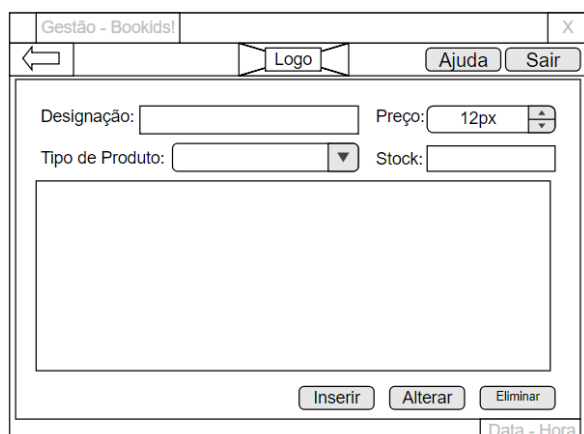 Gestão - Bookids! X
Logo Ajuda Sair
Designação: Preço: 12px
Tipo de Produto: Stock:
Inserir Alterar Eliminar
Data - Hora